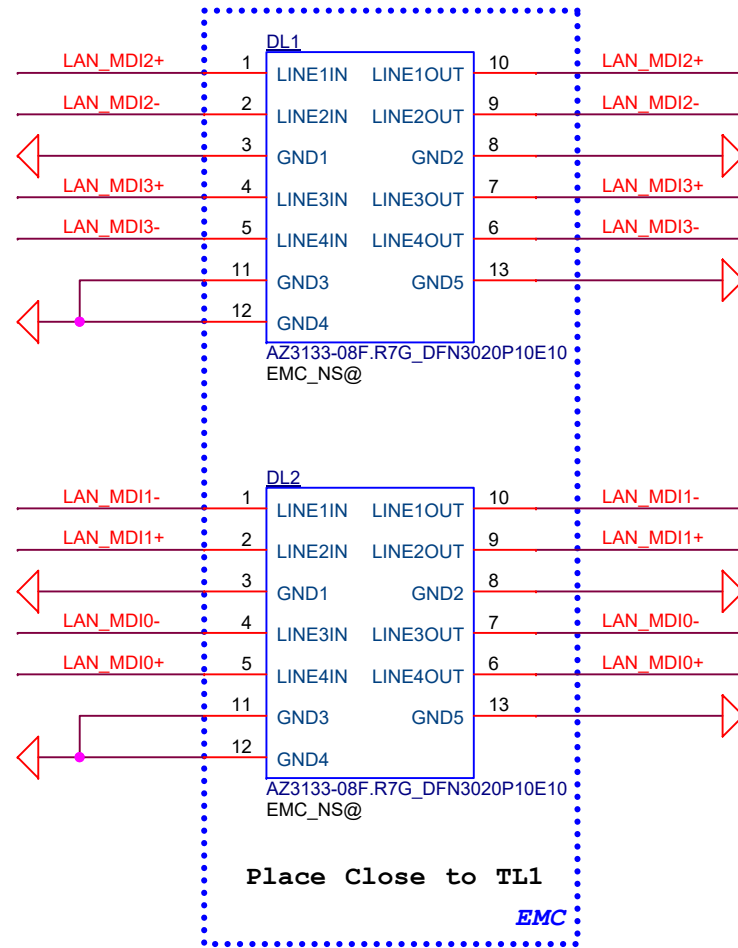 DL1
LAN_MDI2+ 1 LINE1IN LINE1OUT 10 LAN_MDI2+
LAN_MDI2- 2 LINE2IN LINE2OUT 9 LAN_MDI2-
3 GND1 GND2 8
LAN_MDI3+ 4 LINE3IN LINE3OUT 7 LAN_MDI3+
LAN_MDI3- 5 LINE4IN LINE4OUT 6 LAN_MDI3-
11 GND3 GND5 13
12 GND4
AZ3133-08F.R7G_DFN3020P10E10
EMC_NS@
DL2
LAN_MDI1- 1 LINE1IN LINE1OUT 10 LAN_MDI1-
LAN_MDI1+ 2 LINE2IN LINE2OUT 9 LAN_MDI1+
3 GND1 GND2 8
LAN_MDI0- 4 LINE3IN LINE3OUT 7 LAN_MDI0-
LAN_MDI0+ 5 LINE4IN LINE4OUT 6 LAN_MDI0+
11 GND3 GND5 13
12 GND4
AZ3133-08F.R7G_DFN3020P10E10
EMC_NS@
Place Close to TL1
EMC